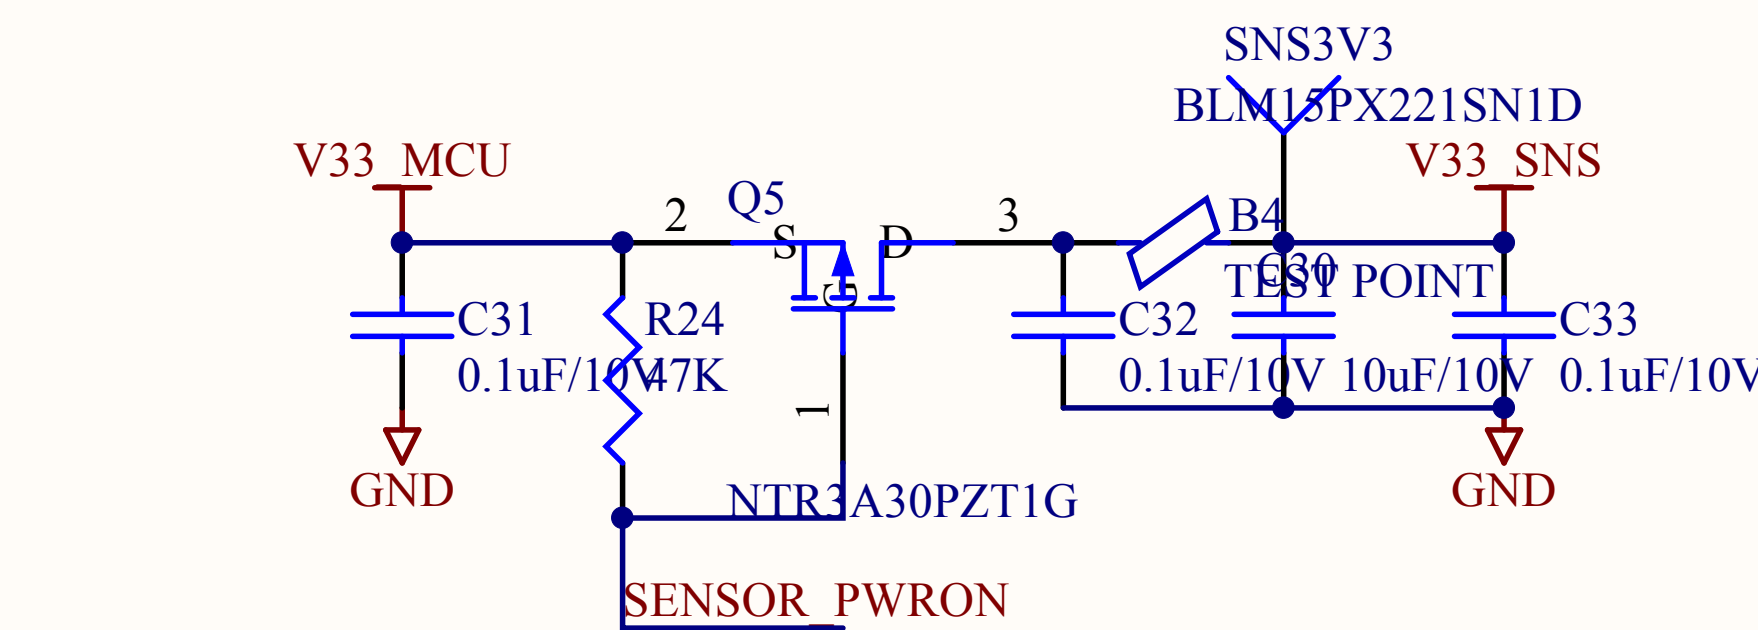 SNS3V3
BLM15PX221SN1D
V33_MCU
V33_SNS
Q5
2
3
B4
S
D
G
C30
TEST POINT
C31
R24
C32
C33
0.1uF/10V
47K
0.1uF/10V
10uF/10V
0.1uF/10V
1
GND
NTR3A30PZT1G
GND
SENSOR_PWRON